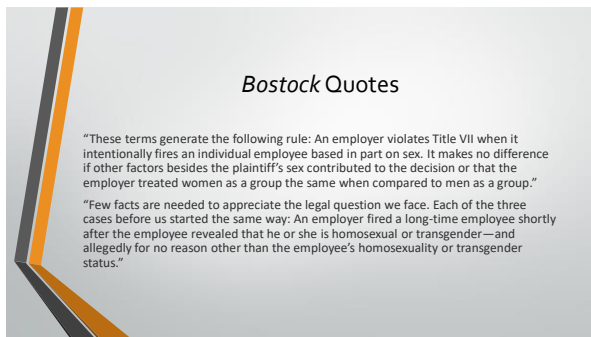 Bostock Quotes
“These terms generate the following rule: An employer violates Title VII when it
intentionally fires an individual employee based in part on sex. It makes no difference
if other factors besides the plaintiff’s sex contributed to the decision or that the
employer treated women as a group the same when compared to men as a group.”
“Few facts are needed to appreciate the legal question we face. Each of the three
cases before us started the same way: An employer fired a long-time employee shortly
after the employee revealed that he or she is homosexual or transgender—and
allegedly for no reason other than the employee’s homosexuality or transgender
status.”